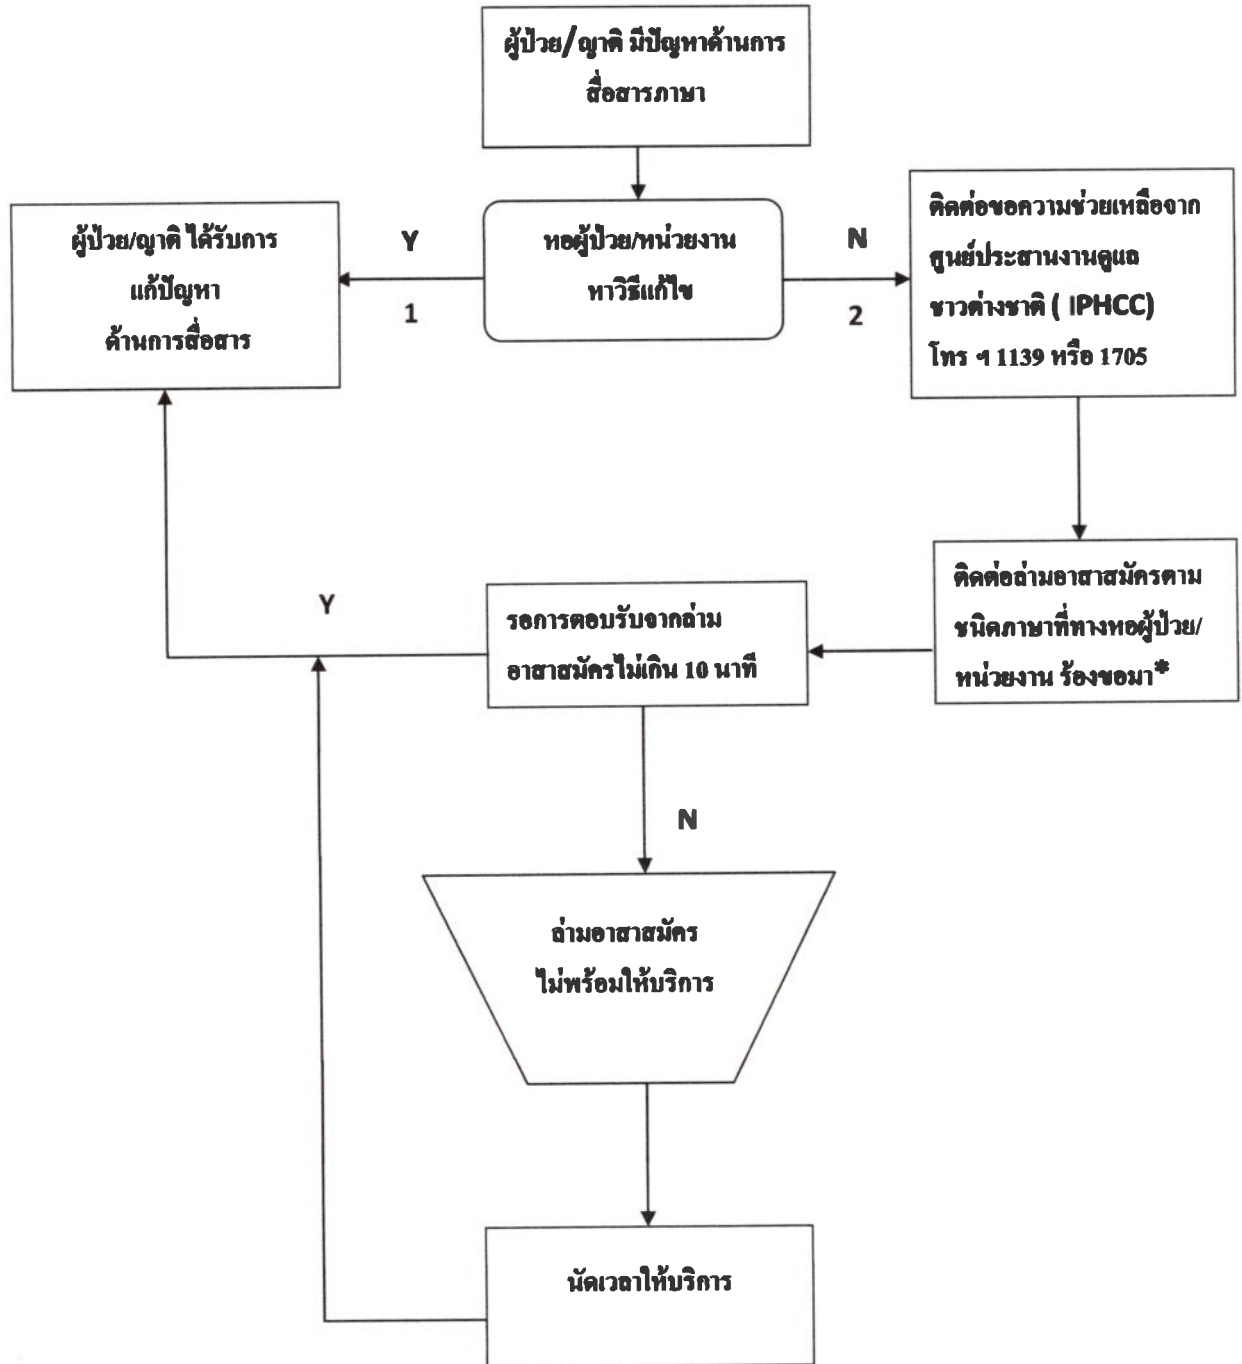 ผู้ป่วย/ญาติ มีปัญหาด้านการ
สื่อสารภาษา
ผู้ป่วย/ญาติ ได้รับการ
แก้ปัญหา
ด้านการสื่อสาร
Y
1
หอผู้ป่วย/หน่วยงาน
หาวิธีแก้ไข
N
2
ติดต่อขอความช่วยเหลือจาก
ศูนย์ประสานงานดูแล
ชาวต่างชาติ ( IPHCC)
โทร ฯ 1139 หรือ 1705
ติดต่อล่ามอาสาสมัครตาม
ชนิดภาษาที่ทางหอผู้ป่วย/
หน่วยงาน ร้องขอมา*
รอการตอบรับจากล่าม
อาสาสมัครไม่เกิน 10 นาที
Y
N
ล่ามอาสาสมัคร
ไม่พร้อมให้บริการ
นัดเวลาให้บริการ